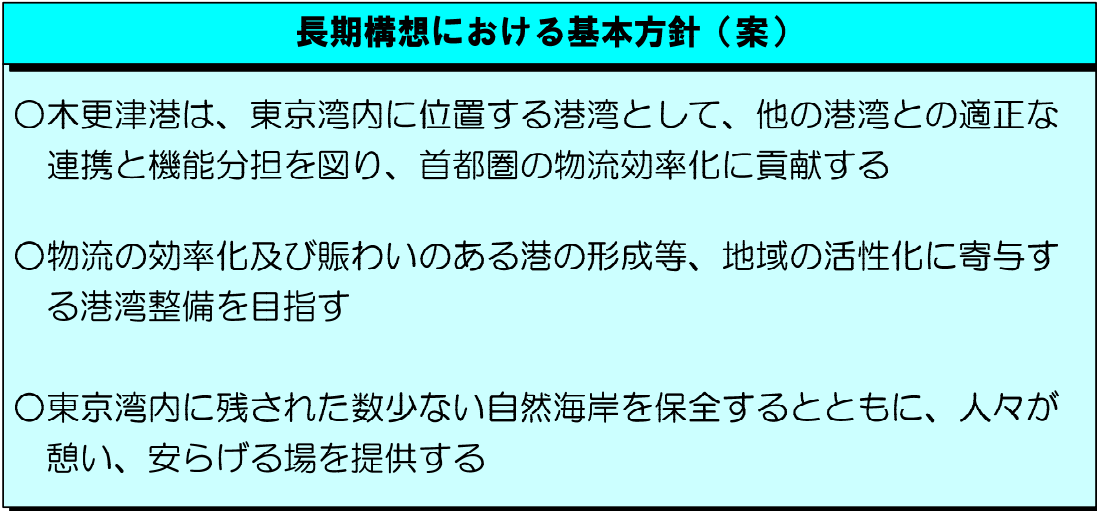 長期構想における基本方針（案）
〇木更津港は、東京湾内に位置する港湾として、他の港湾との適正な
連携と機能分担を図り、首都圏の物流効率化に貢献する
〇物流の効率化及び賑わいのある港の形成等、地域の活性化に寄与す
る港湾整備を目指す
〇東京湾内に残された数少ない自然海岸を保全するとともに、人々が
憩い、安らげる場を提供する